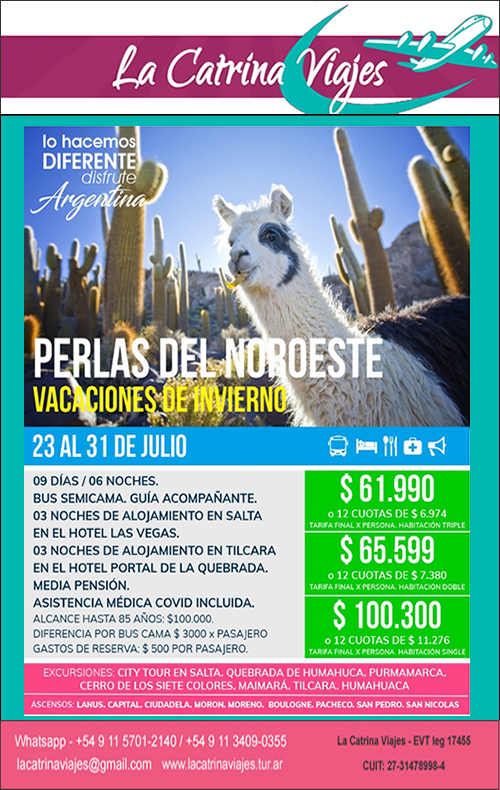 La Catrina Viajes
lo hacemos
DIFERENTE
disfrute
Argentina
PERLAS DEL NOROESTE
VACACIONES DE INVIERNO
23 AL 31 DE JULIO
09 DÍAS / 06 NOCHES.
BUS SEMICAMA. GUÍA ACOMPAÑANTE.
03 NOCHES DE ALOJAMIENTO EN SALTA
EN EL HOTEL LAS VEGAS.
03 NOCHES DE ALOJAMIENTO EN TILCARA
EN EL HOTEL PORTAL DE LA QUEBRADA.
MEDIA PENSIÓN.
ASISTENCIA MÉDICA COVID INCLUIDA.
ALCANCE HASTA 85 AÑOS: $100.000.
DIFERENCIA POR BUS CAMA $ 3000 x PASAJERO
GASTOS DE RESERVA: $ 500 POR PASAJERO.
$ 61.990
o 12 CUOTAS DE $ 6.974
TARIFA FINAL X PERSONA. HABITACIÓN TRIPLE
$ 65.599
o 12 CUOTAS DE $ 7.380
TARIFA FINAL X PERSONA. HABITACIÓN DOBLE
$ 100.300
o 12 CUOTAS DE $ 11.276
TARIFA FINAL X PERSONA. HABITACIÓN SINGLE
EXCURSIONES: CITY TOUR EN SALTA. QUEBRADA DE HUMAHUCA. PURMAMARCA.
CERRO DE LOS SIETE COLORES. MAIMARÁ. TILCARA. HUMAHUACA
ASCENSOS: LANUS. CAPITAL. CIUDADELA. MORON. MORENO. BOULOGNE. PACHECO. SAN PEDRO. SAN NICOLAS
Whatsapp - +54 9 11 5701-2140 / +54 9 11 3409-0355
lacatrinaviajes@gmail.com www.lacatrinaviajes.tur.ar
La Catrina Viajes - EVT leg 17455
CUIT: 27-31478998-4